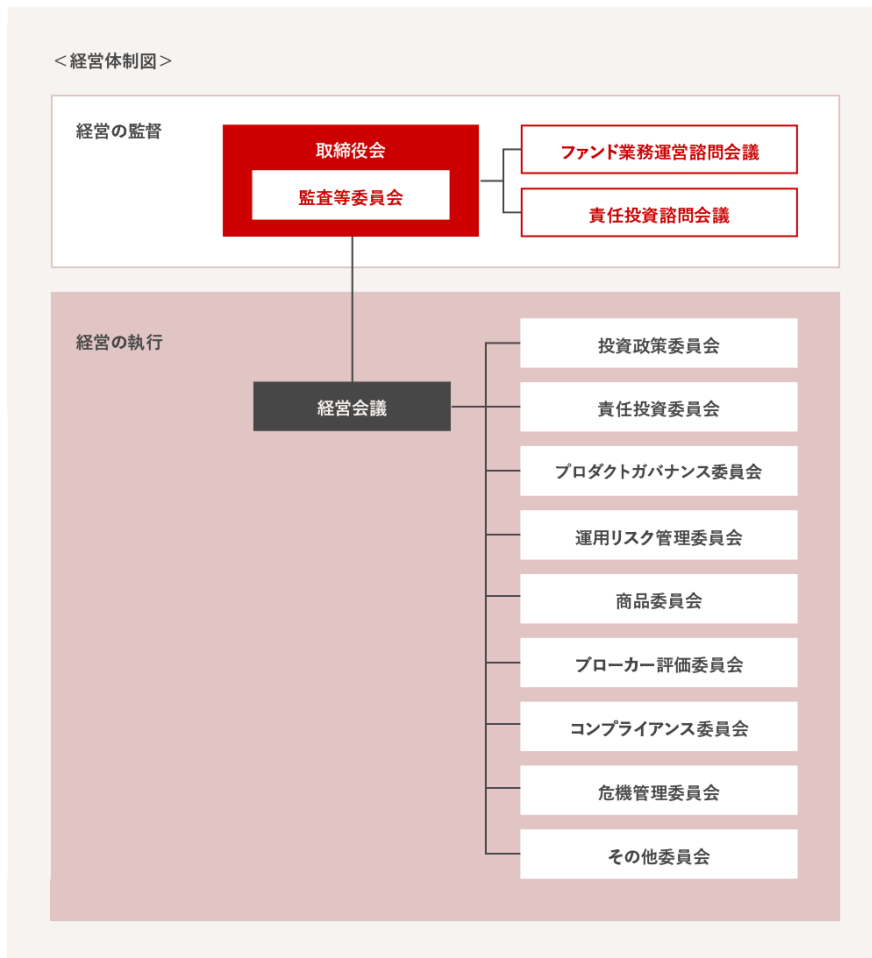 ＜経営体制図＞
経営の監督
取締役会
監査等委員会
ファンド業務運営諮問会議
責任投資諮問会議
経営の執行
経営会議
投資政策委員会
責任投資委員会
プロダクトガバナンス委員会
運用リスク管理委員会
商品委員会
ブローカー評価委員会
コンプライアンス委員会
危機管理委員会
その他委員会